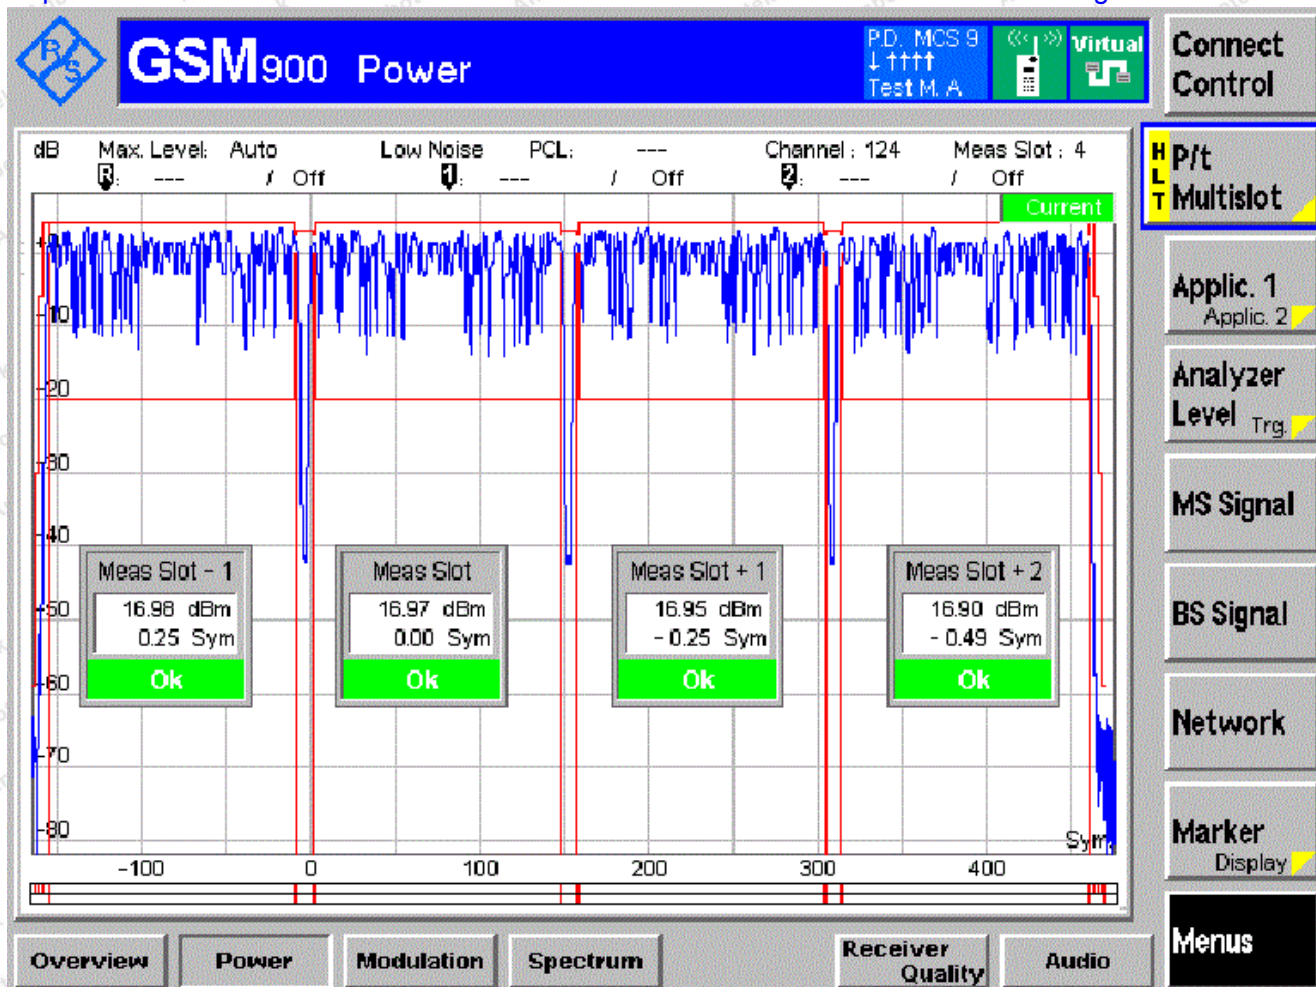 R S
GSM900 Power
P.D. MCS 9
↓ ↑↑↑↑
Test M. A
Virtual
Connect
Control
dB Max. Level: Auto Low Noise PCL: --- Channel : 124 Meas Slot : 4
R: --- / Off 1: --- / Off 2: --- / Off
Current
HLT
P/t
Multislot
Applic. 1
Applic. 2
Analyzer
Level Trg.
MS Signal
BS Signal
Network
Marker
Display
Menus
-10
-20
-30
-40
-50
-60
-70
-80
Meas Slot - 1
16.98 dBm
0.25 Sym
Ok
Meas Slot
16.97 dBm
0.00 Sym
Ok
Meas Slot + 1
16.95 dBm
- 0.25 Sym
Ok
Meas Slot + 2
16.90 dBm
- 0.49 Sym
Ok
Sym
-100 0 100 200 300 400
Overview Power Modulation Spectrum Receiver Quality Audio